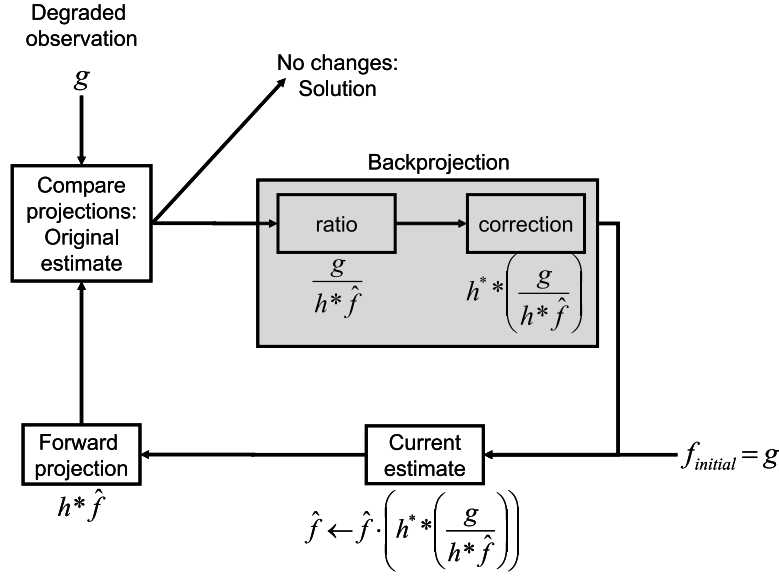 Degraded
observation
g
No changes:
Solution
Backprojection
Compare
projections:
Original
estimate
ratio
correction
g / (h * f̂)
h^* * (g / (h * f̂))
Forward
projection
h * f̂
Current
estimate
f̂ ← f̂ · (h^* * (g / (h * f̂)))
f_initial = g